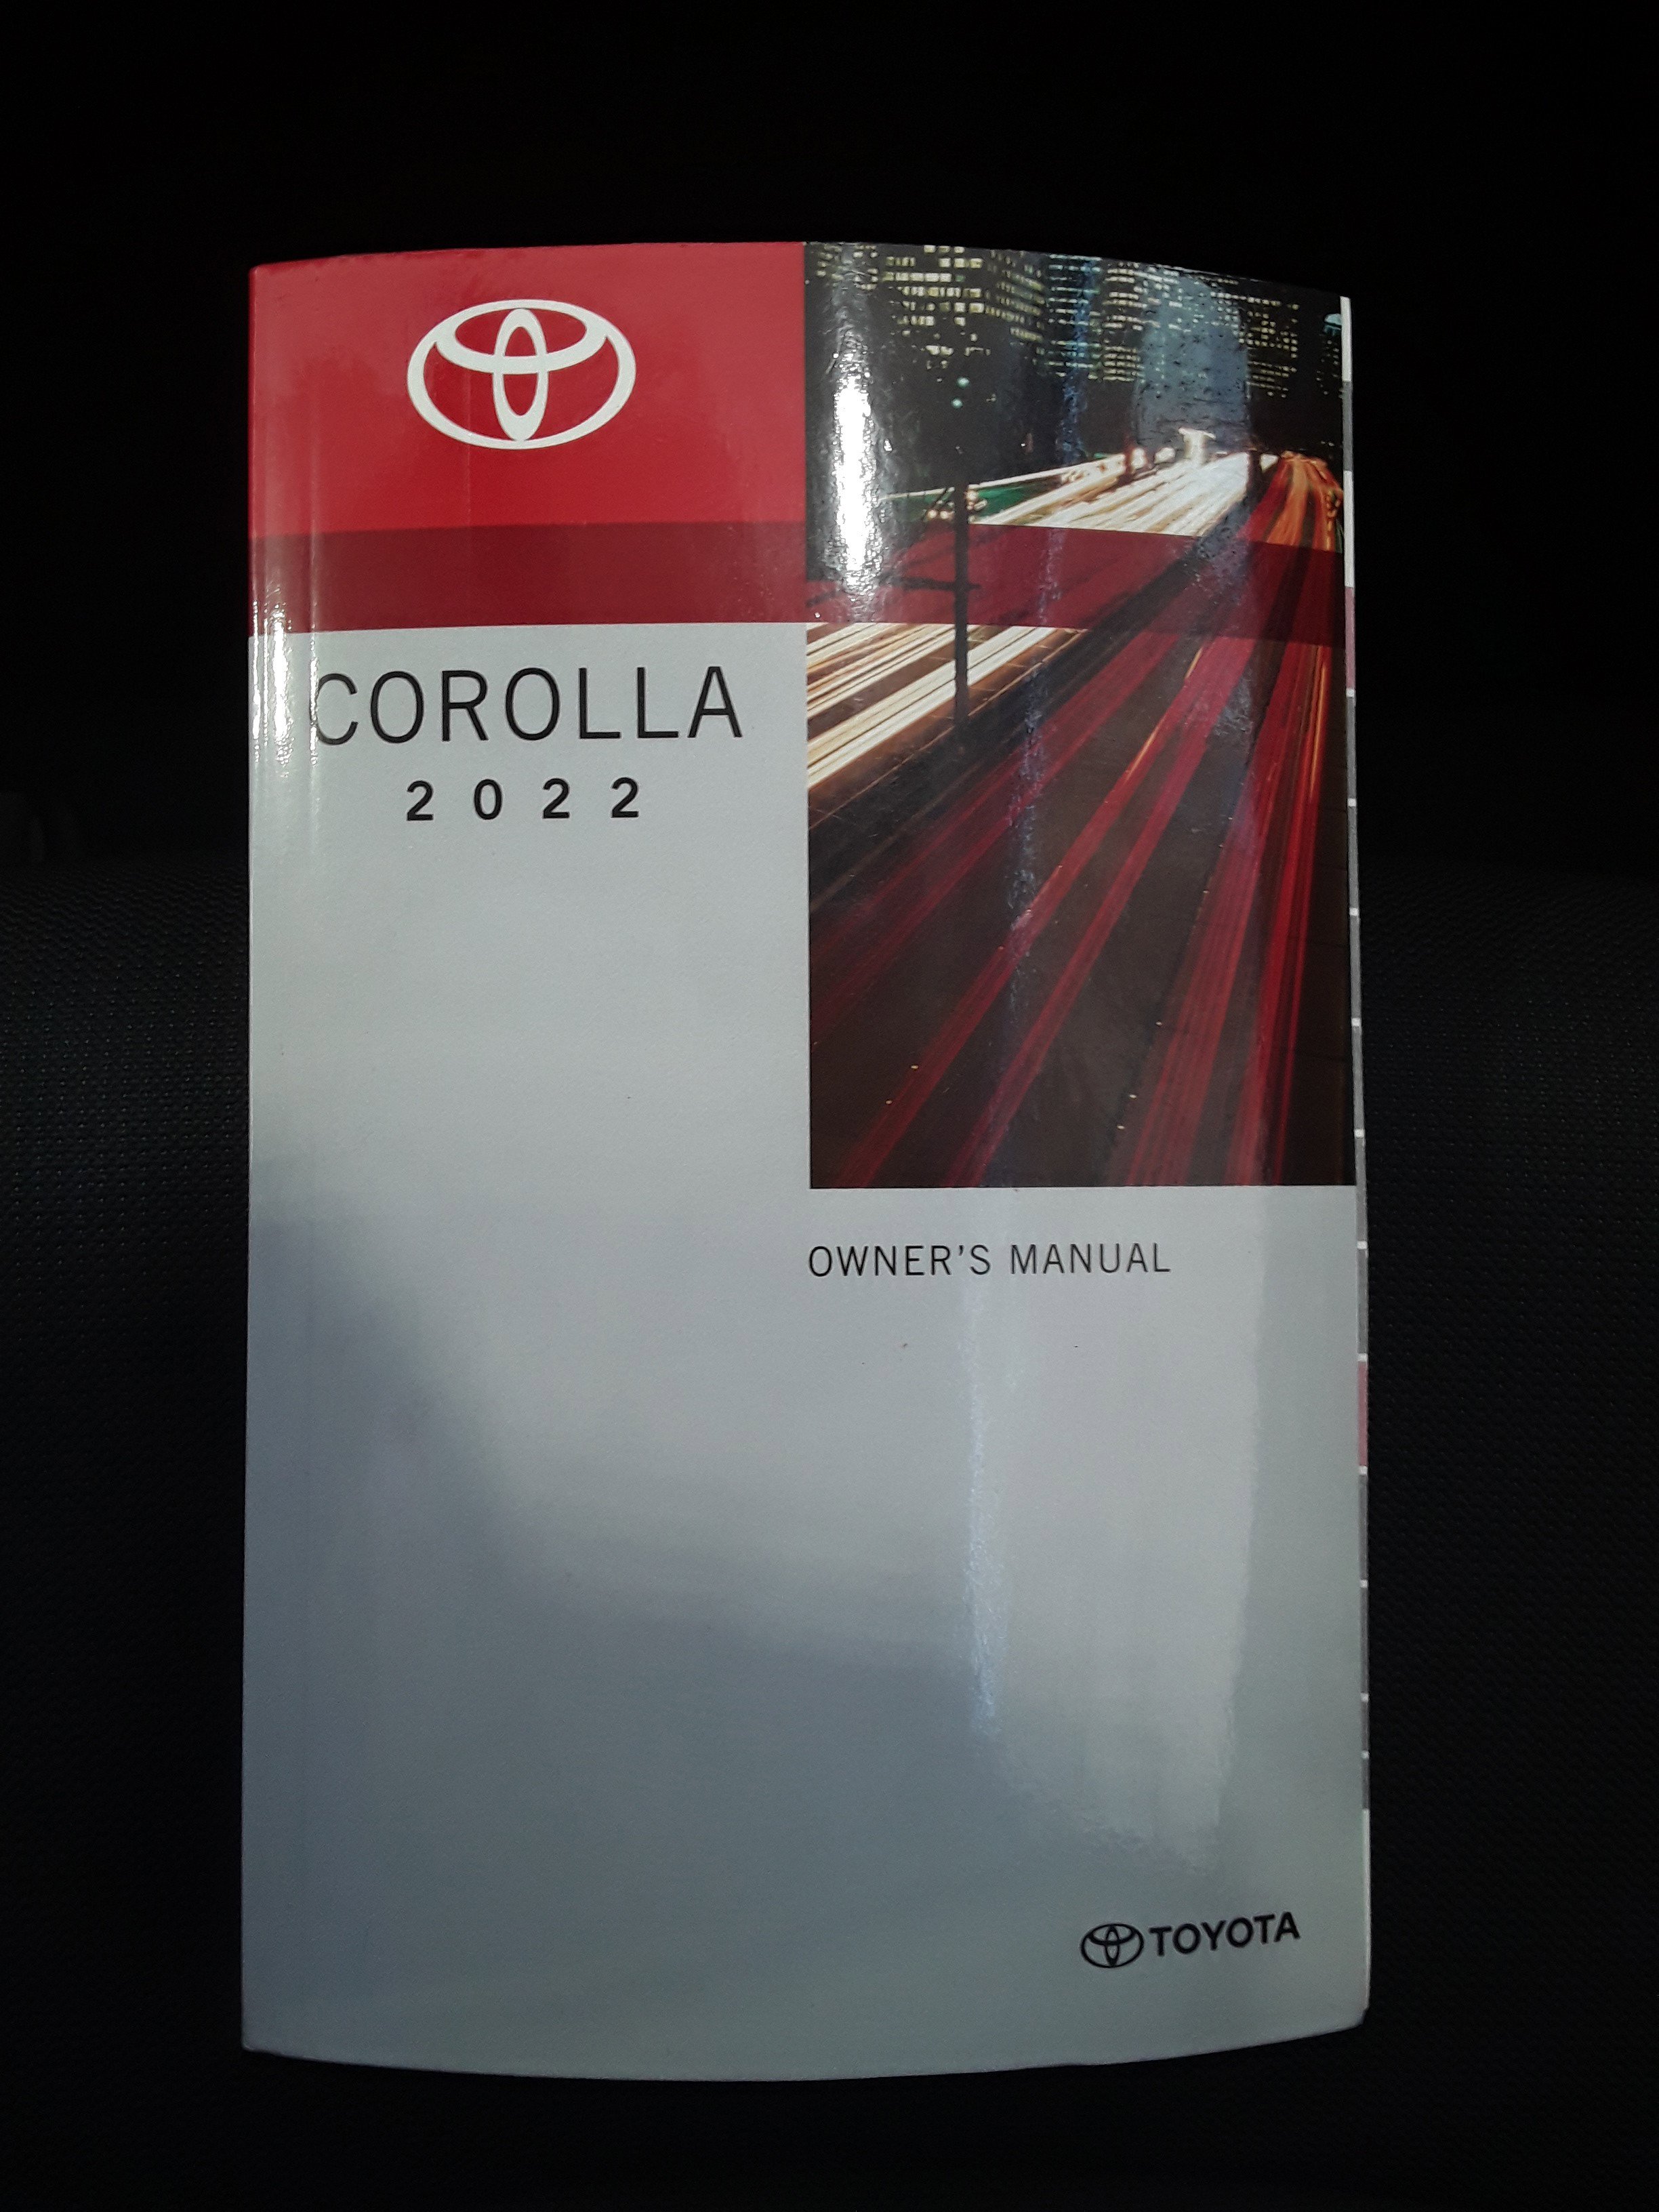 COROLLA
2022
OWNER'S MANUAL
TOYOTA